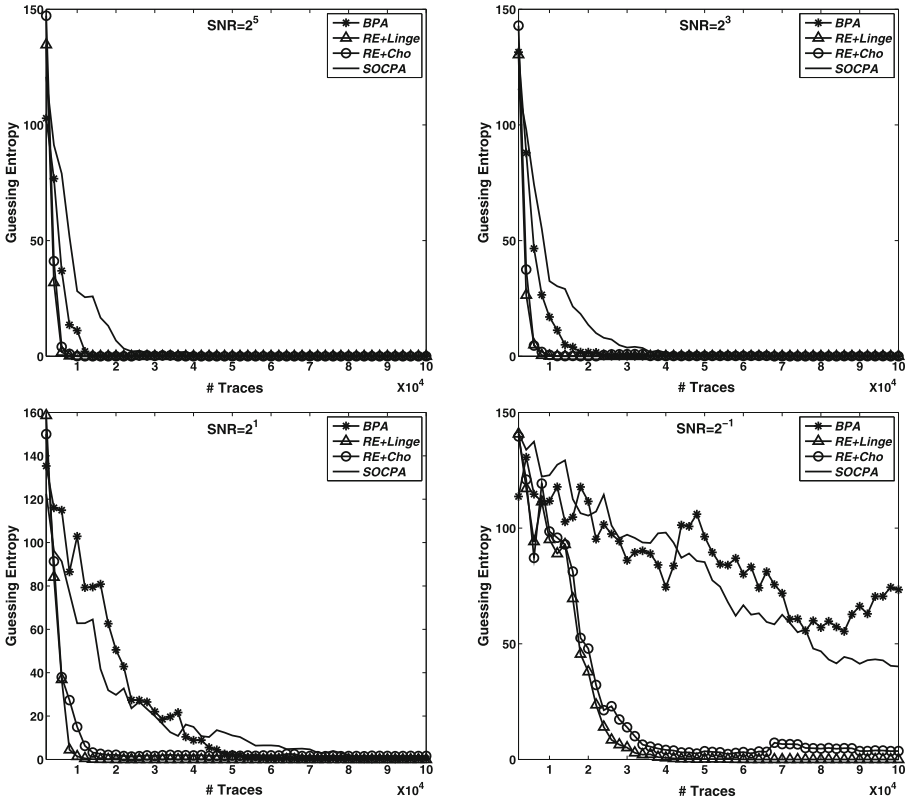 SNR=2^5
BPA
RE+Linge
RE+Cho
SOCPA
Guessing Entropy
150
100
50
0
1 2 3 4 5 6 7 8 9 10
# Traces
X10^4
SNR=2^3
BPA
RE+Linge
RE+Cho
SOCPA
Guessing Entropy
150
100
50
0
1 2 3 4 5 6 7 8 9 10
# Traces
X10^4
SNR=2^1
BPA
RE+Linge
RE+Cho
SOCPA
Guessing Entropy
160
140
120
100
80
60
40
20
0
1 2 3 4 5 6 7 8 9 10
# Traces
X10^4
SNR=2^-1
BPA
RE+Linge
RE+Cho
SOCPA
Guessing Entropy
150
100
50
0
1 2 3 4 5 6 7 8 9 10
# Traces
X10^4